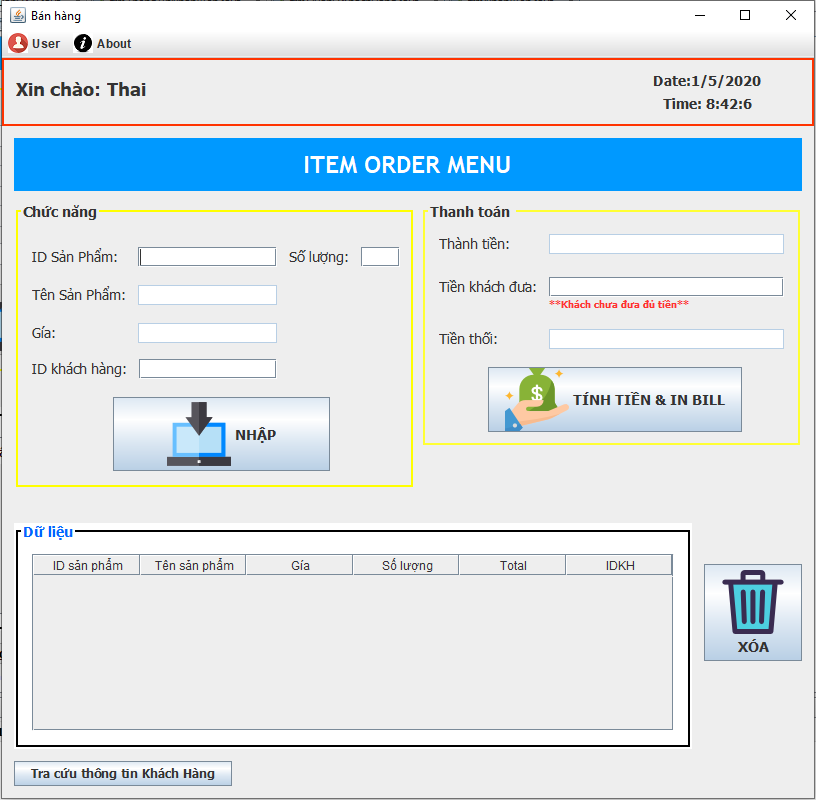 Bán hàng
User About
Xin chào: Thai
Date:1/5/2020
Time: 8:42:6
ITEM ORDER MENU
Chức năng
ID Sản Phẩm: Số lượng:
Tên Sản Phẩm:
Gía:
ID khách hàng:
NHẬP
Thanh toán
Thành tiền:
Tiền khách đưa:
**Khách chưa đưa đủ tiền**
Tiền thối:
$
TÍNH TIỀN & IN BILL
Dữ liệu
ID sản phẩm Tên sản phẩm Gía Số lượng Total IDKH
XÓA
Tra cứu thông tin Khách Hàng